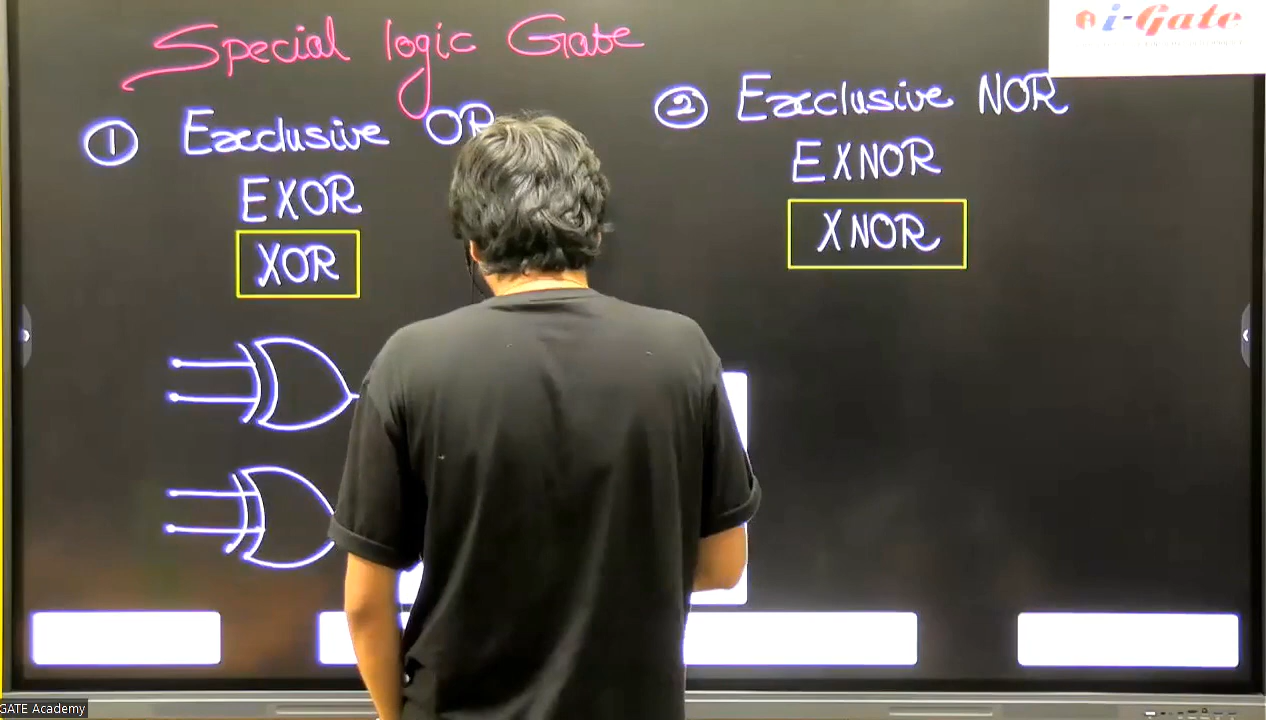 Special logic Gate
① Exclusive OR
EXOR
XOR
② Exclusive NOR
EXNOR
XNOR
i-Gate
GATE Academy